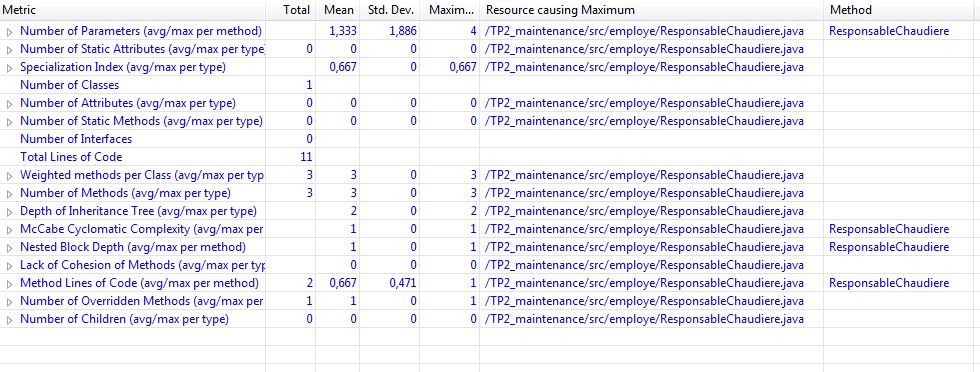 Metric Total Mean Std. Dev. Maxim... Resource causing Maximum Method
Number of Parameters (avg/max per method) 1,333 1,886 4 /TP2_maintenance/src/employe/ResponsableChaudiere.java ResponsableChaudiere
Number of Static Attributes (avg/max per type 0 0 0 0 /TP2_maintenance/src/employe/ResponsableChaudiere.java
Specialization Index (avg/max per type) 0,667 0 0,667 /TP2_maintenance/src/employe/ResponsableChaudiere.java
Number of Classes 1
Number of Attributes (avg/max per type) 0 0 0 0 /TP2_maintenance/src/employe/ResponsableChaudiere.java
Number of Static Methods (avg/max per type) 0 0 0 0 /TP2_maintenance/src/employe/ResponsableChaudiere.java
Number of Interfaces 0
Total Lines of Code 11
Weighted methods per Class (avg/max per typ 3 3 0 3 /TP2_maintenance/src/employe/ResponsableChaudiere.java
Number of Methods (avg/max per type) 3 3 0 3 /TP2_maintenance/src/employe/ResponsableChaudiere.java
Depth of Inheritance Tree (avg/max per type) 2 0 2 /TP2_maintenance/src/employe/ResponsableChaudiere.java
McCabe Cyclomatic Complexity (avg/max per 1 0 1 /TP2_maintenance/src/employe/ResponsableChaudiere.java ResponsableChaudiere
Nested Block Depth (avg/max per method) 1 0 1 /TP2_maintenance/src/employe/ResponsableChaudiere.java ResponsableChaudiere
Lack of Cohesion of Methods (avg/max per typ 0 0 0 /TP2_maintenance/src/employe/ResponsableChaudiere.java
Method Lines of Code (avg/max per method) 2 0,667 0,471 1 /TP2_maintenance/src/employe/ResponsableChaudiere.java ResponsableChaudiere
Number of Overridden Methods (avg/max per 1 1 0 1 /TP2_maintenance/src/employe/ResponsableChaudiere.java
Number of Children (avg/max per type) 0 0 0 0 /TP2_maintenance/src/employe/ResponsableChaudiere.java